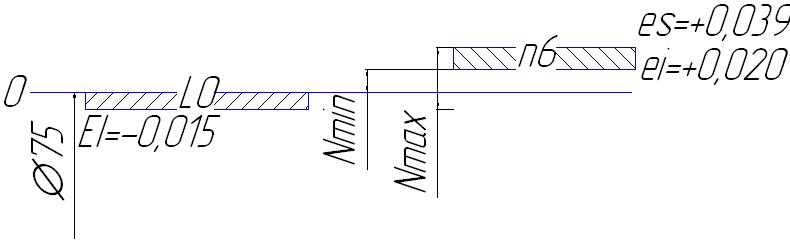 es=+0,039
n6
ei=+0,020
0
L0
EI=-0,015
Nmin
Nmax
Ø75